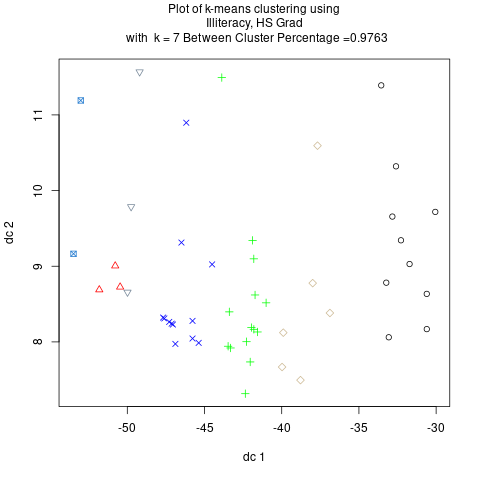 Plot of k-means clustering using
Illiteracy, HS Grad
with  k = 7 Between Cluster Percentage =0.9763
11
10
9
8
dc 2
-50
-45
-40
-35
-30
dc 1